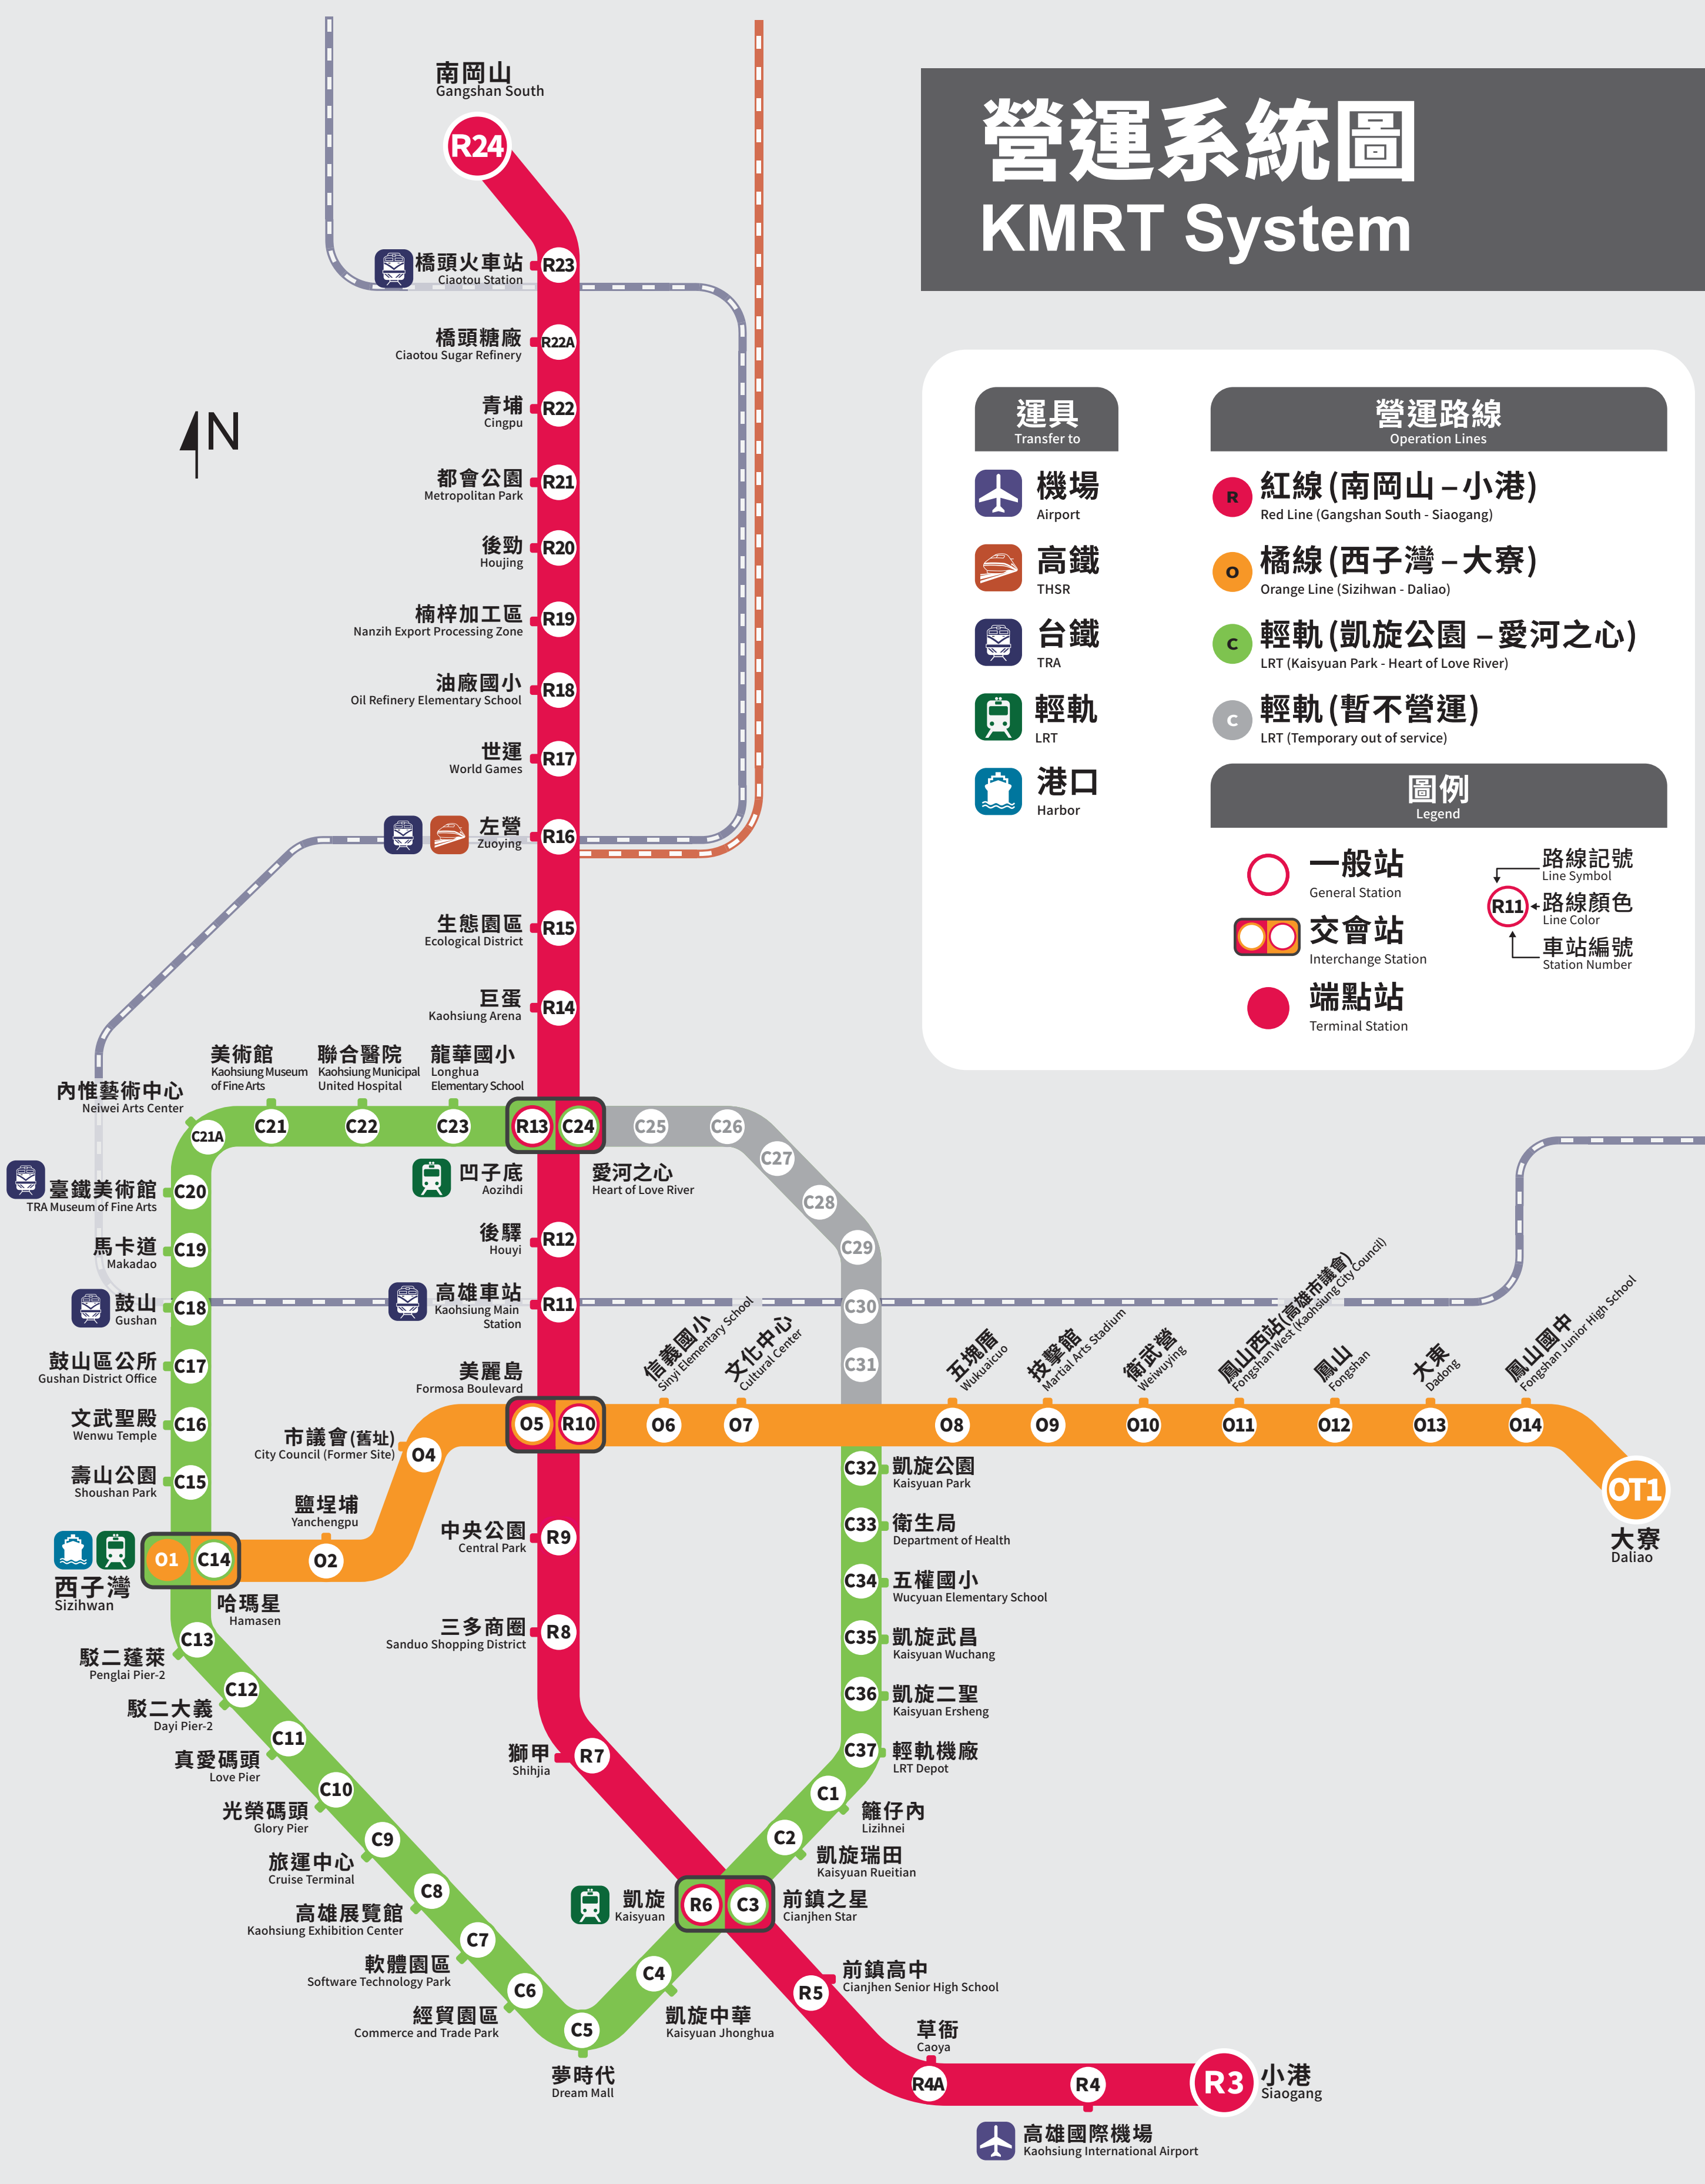 營運系統圖
KMRT System
運具
Transfer to
機場
Airport
高鐵
THSR
台鐵
TRA
輕軌
LRT
港口
Harbor
營運路線
Operation Lines
R
紅線(南岡山–小港)
Red Line (Gangshan South - Siaogang)
O
橘線(西子灣–大寮)
Orange Line (Sizihwan - Daliao)
C
輕軌(凱旋公園 –愛河之心)
LRT (Kaisyuan Park - Heart of Love River)
C
輕軌(暫不營運)
LRT (Temporary out of service)
圖例
Legend
一般站
General Station
交會站
Interchange Station
端點站
Terminal Station
路線記號
Line Symbol
R11
路線顏色
Line Color
車站編號
Station Number
N
南岡山
Gangshan South
R24
橋頭火車站
Ciaotou Station
R23
橋頭糖廠
Ciaotou Sugar Refinery
R22A
青埔
Cingpu
R22
都會公園
Metropolitan Park
R21
後勁
Houjing
R20
楠梓加工區
Nanzih Export Processing Zone
R19
油廠國小
Oil Refinery Elementary School
R18
世運
World Games
R17
左營
Zuoying
R16
生態園區
Ecological District
R15
巨蛋
Kaohsiung Arena
R14
凹子底
Aozihdi
R13
C24
愛河之心
Heart of Love River
後驛
Houyi
R12
高雄車站
Kaohsiung Main
Station
R11
美麗島
Formosa Boulevard
O5
R10
中央公園
Central Park
R9
三多商圈
Sanduo Shopping District
R8
獅甲
Shihjia
R7
凱旋
Kaisyuan
R6
C3
前鎮之星
Cianjhen Star
前鎮高中
Cianjhen Senior High School
R5
草衙
Caoya
R4A
R4
高雄國際機場
Kaohsiung International Airport
R3
小港
Siaogang
龍華國小
Longhua
Elementary School
C23
聯合醫院
Kaohsiung Municipal
United Hospital
C22
美術館
Kaohsiung Museum
of Fine Arts
C21
內惟藝術中心
Neiwei Arts Center
C21A
臺鐵美術館
TRA Museum of Fine Arts
C20
馬卡道
Makadao
C19
鼓山
Gushan
C18
鼓山區公所
Gushan District Office
C17
文武聖殿
Wenwu Temple
C16
壽山公園
Shoushan Park
C15
西子灣
Sizihwan
O1
C14
哈瑪星
Hamasen
鹽埕埔
Yanchengpu
O2
市議會(舊址)
City Council (Former Site)
O4
信義國小
Sinyi Elementary School
O6
文化中心
Cultural Center
O7
五塊厝
Wukuaicuo
O8
技擊館
Martial Arts Stadium
O9
衛武營
Weiwuying
O10
鳳山西站(高雄市議會)
Fongshan West (Kaohsiung City Council)
O11
鳳山
Fongshan
O12
大東
Dadong
O13
鳳山國中
Fongshan Junior High School
O14
OT1
大寮
Daliao
C25
C26
C27
C28
C29
C30
C31
C32
凱旋公園
Kaisyuan Park
C33
衛生局
Department of Health
C34
五權國小
Wucyuan Elementary School
C35
凱旋武昌
Kaisyuan Wuchang
C36
凱旋二聖
Kaisyuan Ersheng
C37
輕軌機廠
LRT Depot
C1
籬仔內
Lizihnei
C2
凱旋瑞田
Kaisyuan Rueitian
C4
凱旋中華
Kaisyuan Jhonghua
C5
夢時代
Dream Mall
C6
經貿園區
Commerce and Trade Park
C7
軟體園區
Software Technology Park
C8
高雄展覽館
Kaohsiung Exhibition Center
C9
旅運中心
Cruise Terminal
C10
光榮碼頭
Glory Pier
C11
真愛碼頭
Love Pier
C12
駁二大義
Dayi Pier-2
C13
駁二蓬萊
Penglai Pier-2